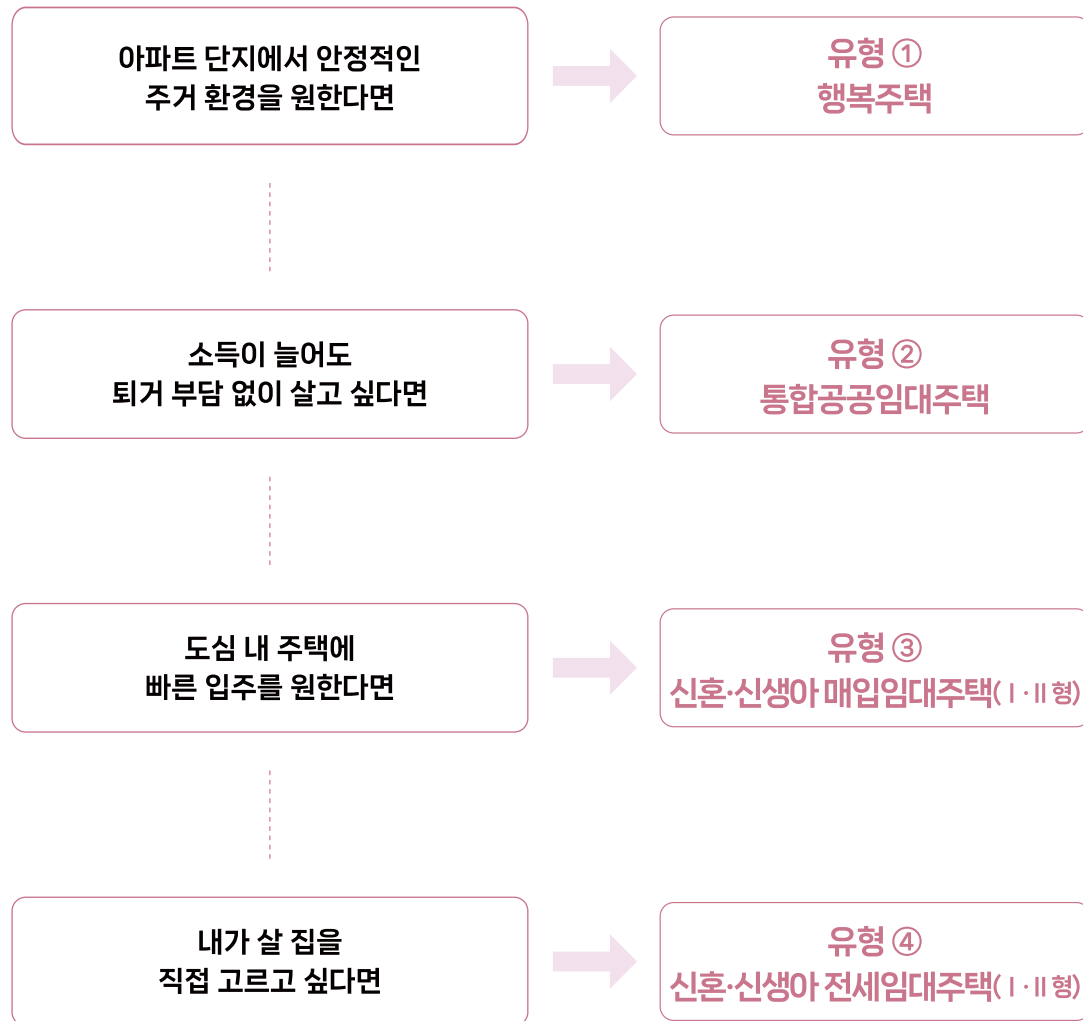 아파트 단지에서 안정적인
주거 환경을 원한다면
유형 ①
행복주택
소득이 늘어도
퇴거 부담 없이 살고 싶다면
유형 ②
통합공공임대주택
도심 내 주택에
빠른 입주를 원한다면
유형 ③
신혼·신생아 매입임대주택(Ⅰ·Ⅱ형)
내가 살 집을
직접 고르고 싶다면
유형 ④
신혼·신생아 전세임대주택(Ⅰ·Ⅱ형)